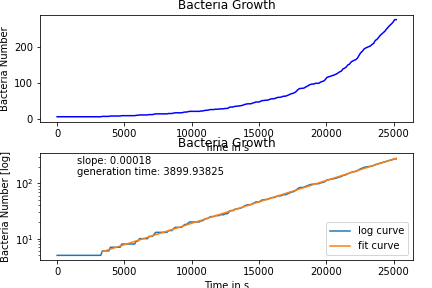 Bacteria Growth
Bacteria Number
200
100
0
0 5000 10000 15000 20000 25000
Time in s
Bacteria Growth
Bacteria Number [log]
10²
10¹
slope: 0.00018
generation time: 3899.93825
log curve
fit curve
0 5000 10000 15000 20000 25000
Time in s